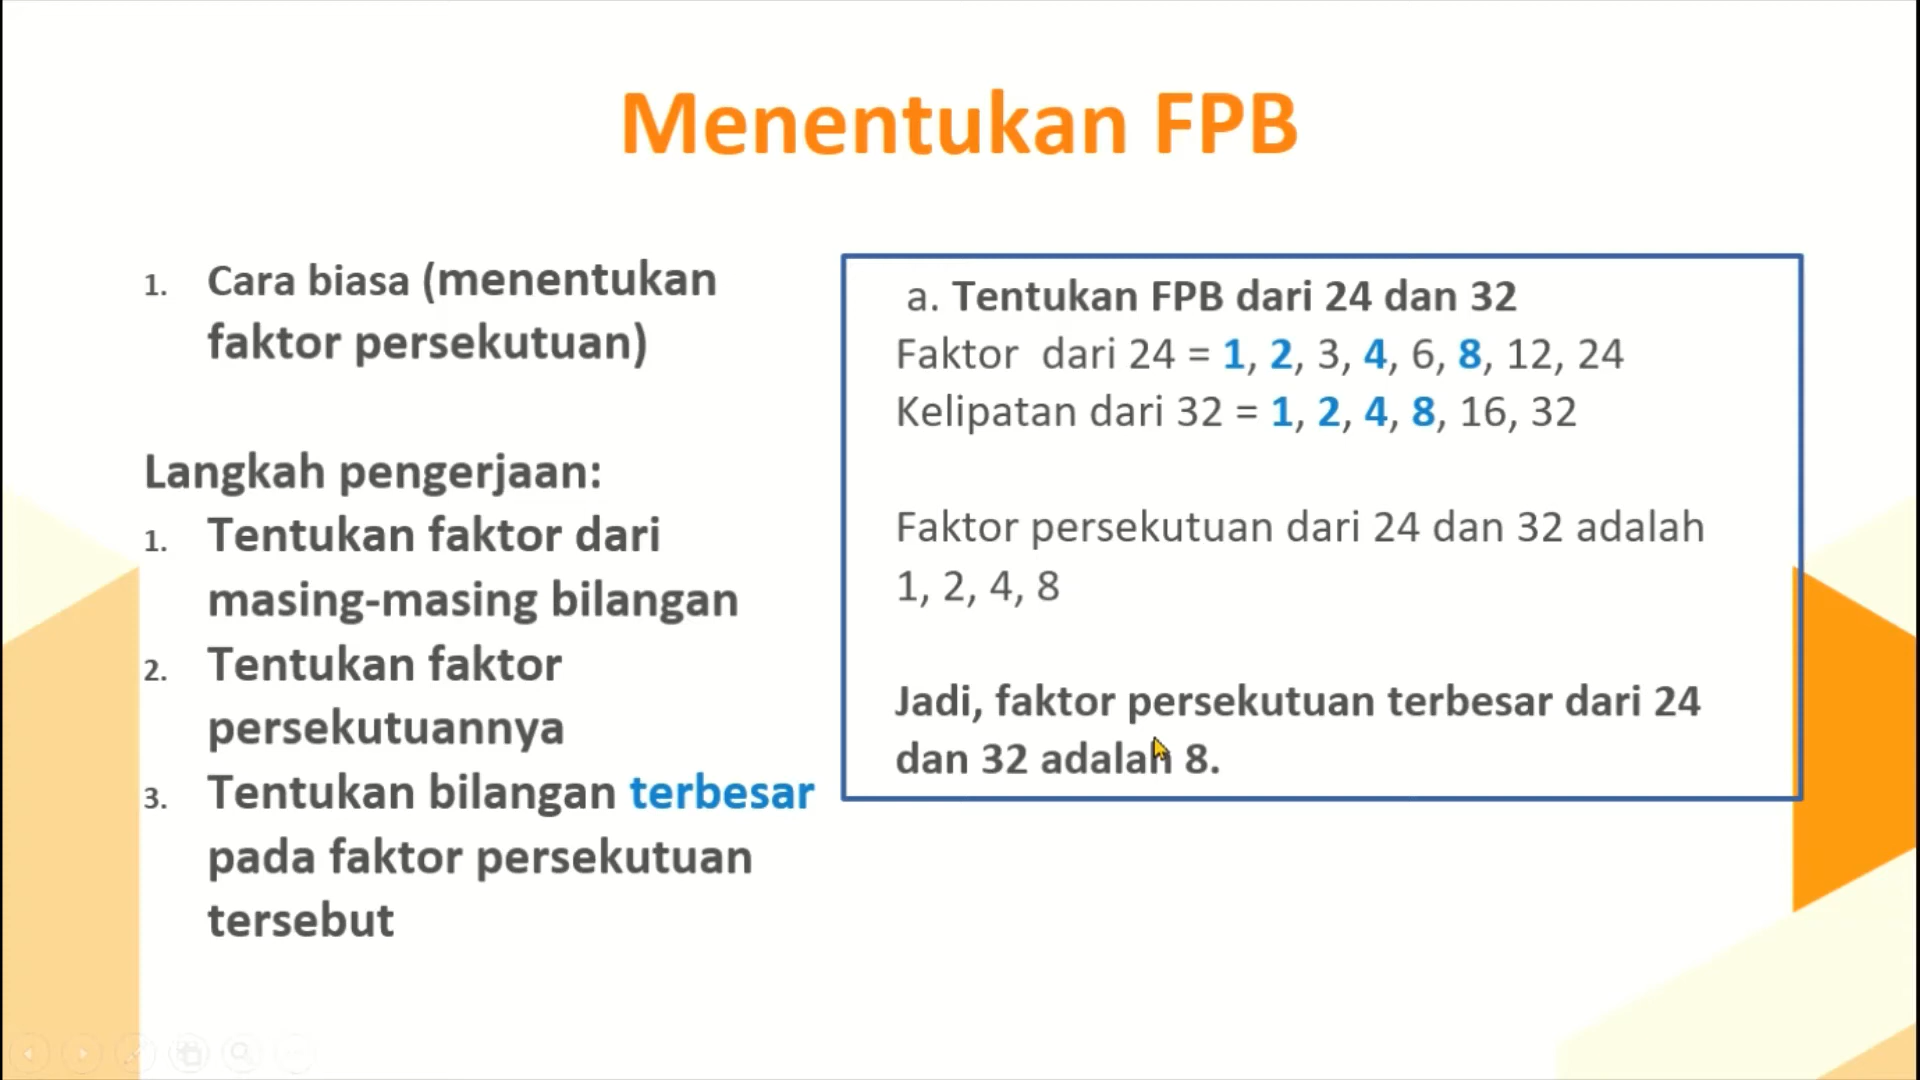 Menentukan FPB
1. Cara biasa (menentukan
faktor persekutuan)
Langkah pengerjaan:
1. Tentukan faktor dari
masing-masing bilangan
2. Tentukan faktor
persekutuannya
3. Tentukan bilangan terbesar
pada faktor persekutuan
tersebut
a. Tentukan FPB dari 24 dan 32
Faktor dari 24 = 1, 2, 3, 4, 6, 8, 12, 24
Kelipatan dari 32 = 1, 2, 4, 8, 16, 32
Faktor persekutuan dari 24 dan 32 adalah
1, 2, 4, 8
Jadi, faktor persekutuan terbesar dari 24
dan 32 adalah 8.